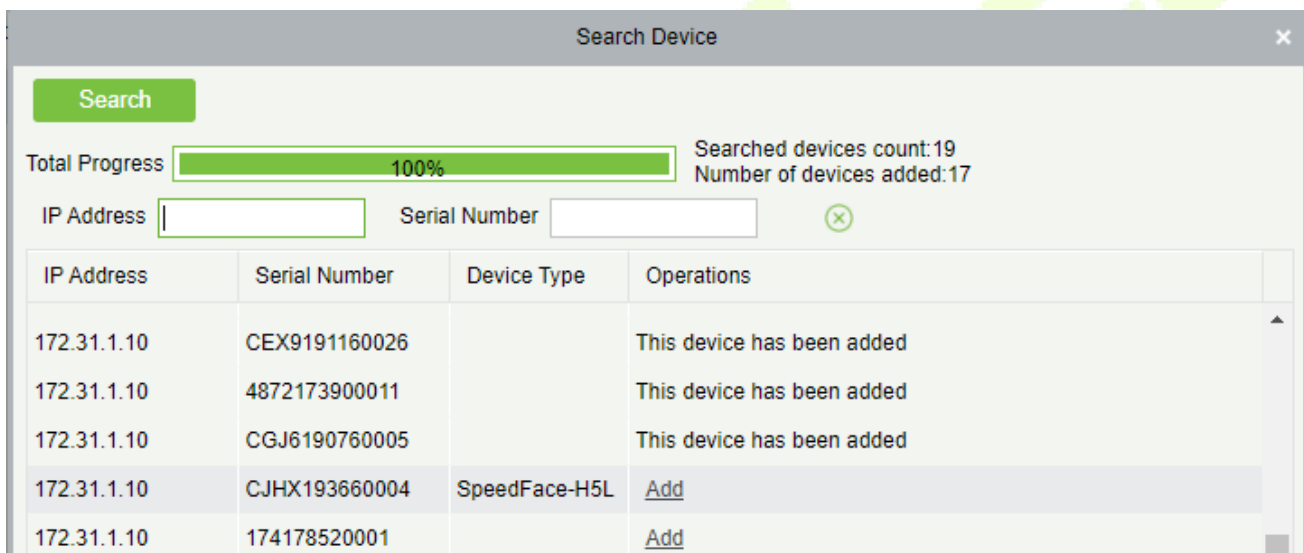 Search Device
Search
Total Progress 100% Searched devices count:19
Number of devices added:17
IP Address Serial Number
IP Address Serial Number Device Type Operations
172.31.1.10 CEX9191160026 This device has been added
172.31.1.10 4872173900011 This device has been added
172.31.1.10 CGJ6190760005 This device has been added
172.31.1.10 CJHX193660004 SpeedFace-H5L Add
172.31.1.10 174178520001 Add